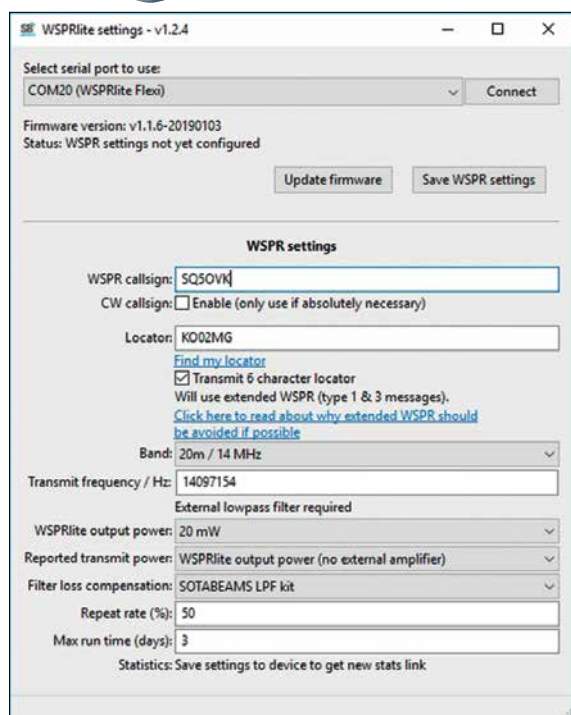 WSPRlite settings - v1.2.4
Select serial port to use:
COM20 (WSPRlite Flexi)
Connect
Firmware version: v1.1.6-20190103
Status: WSPR settings not yet configured
Update firmware
Save WSPR settings
WSPR settings
WSPR callsign: SQ5OVK
CW callsign: Enable (only use if absolutely necessary)
Locator: KO02MG
Find my locator
Transmit 6 character locator
Will use extended WSPR (type 1 & 3 messages).
Click here to read about why extended WSPR should
be avoided if possible
Band: 20m / 14 MHz
Transmit frequency / Hz: 14097154
External lowpass filter required
WSPRlite output power: 20 mW
Reported transmit power: WSPRlite output power (no external amplifier)
Filter loss compensation: SOTABEAMS LPF kit
Repeat rate (%): 50
Max run time (days): 3
Statistics: Save settings to device to get new stats link